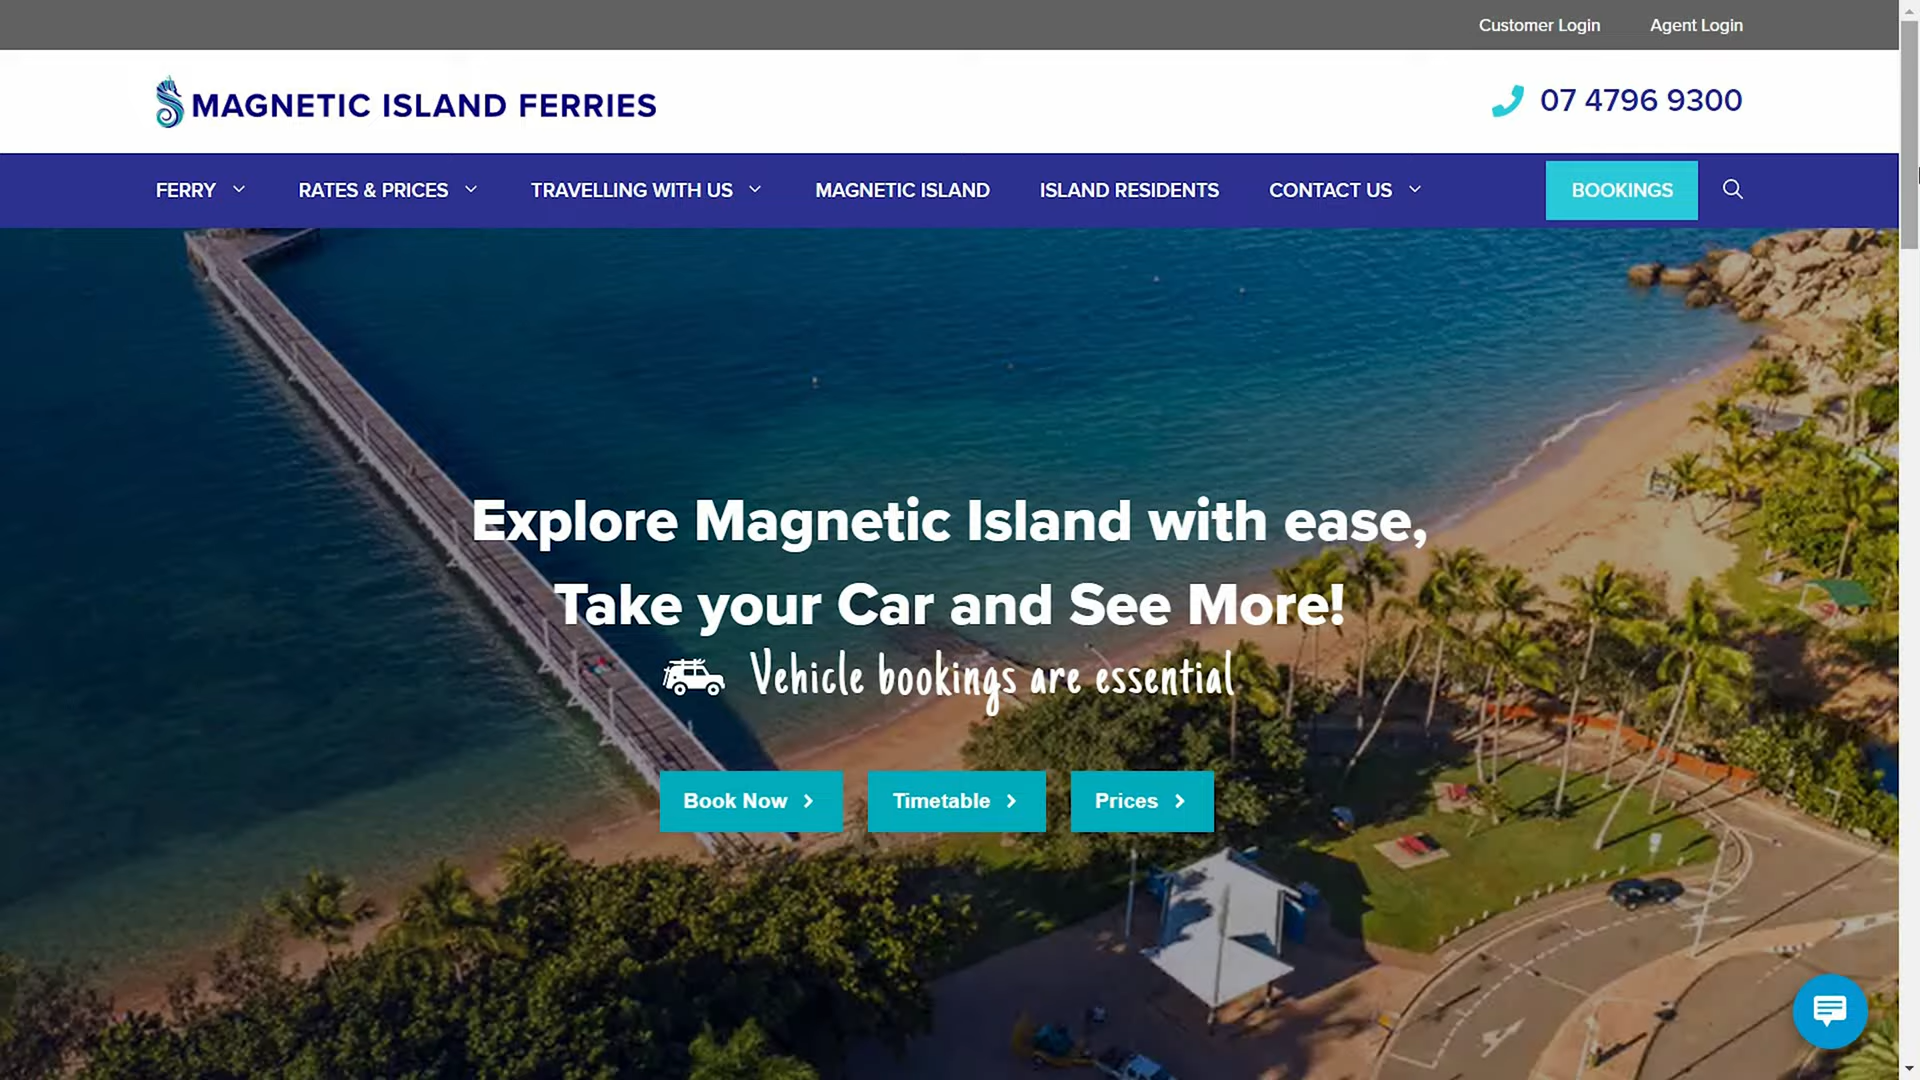 Customer Login Agent Login
MAGNETIC ISLAND FERRIES
07 4796 9300
FERRY RATES & PRICES TRAVELLING WITH US MAGNETIC ISLAND ISLAND RESIDENTS CONTACT US BOOKINGS
Explore Magnetic Island with ease,
Take your Car and See More!
Vehicle bookings are essential
Book Now Timetable Prices